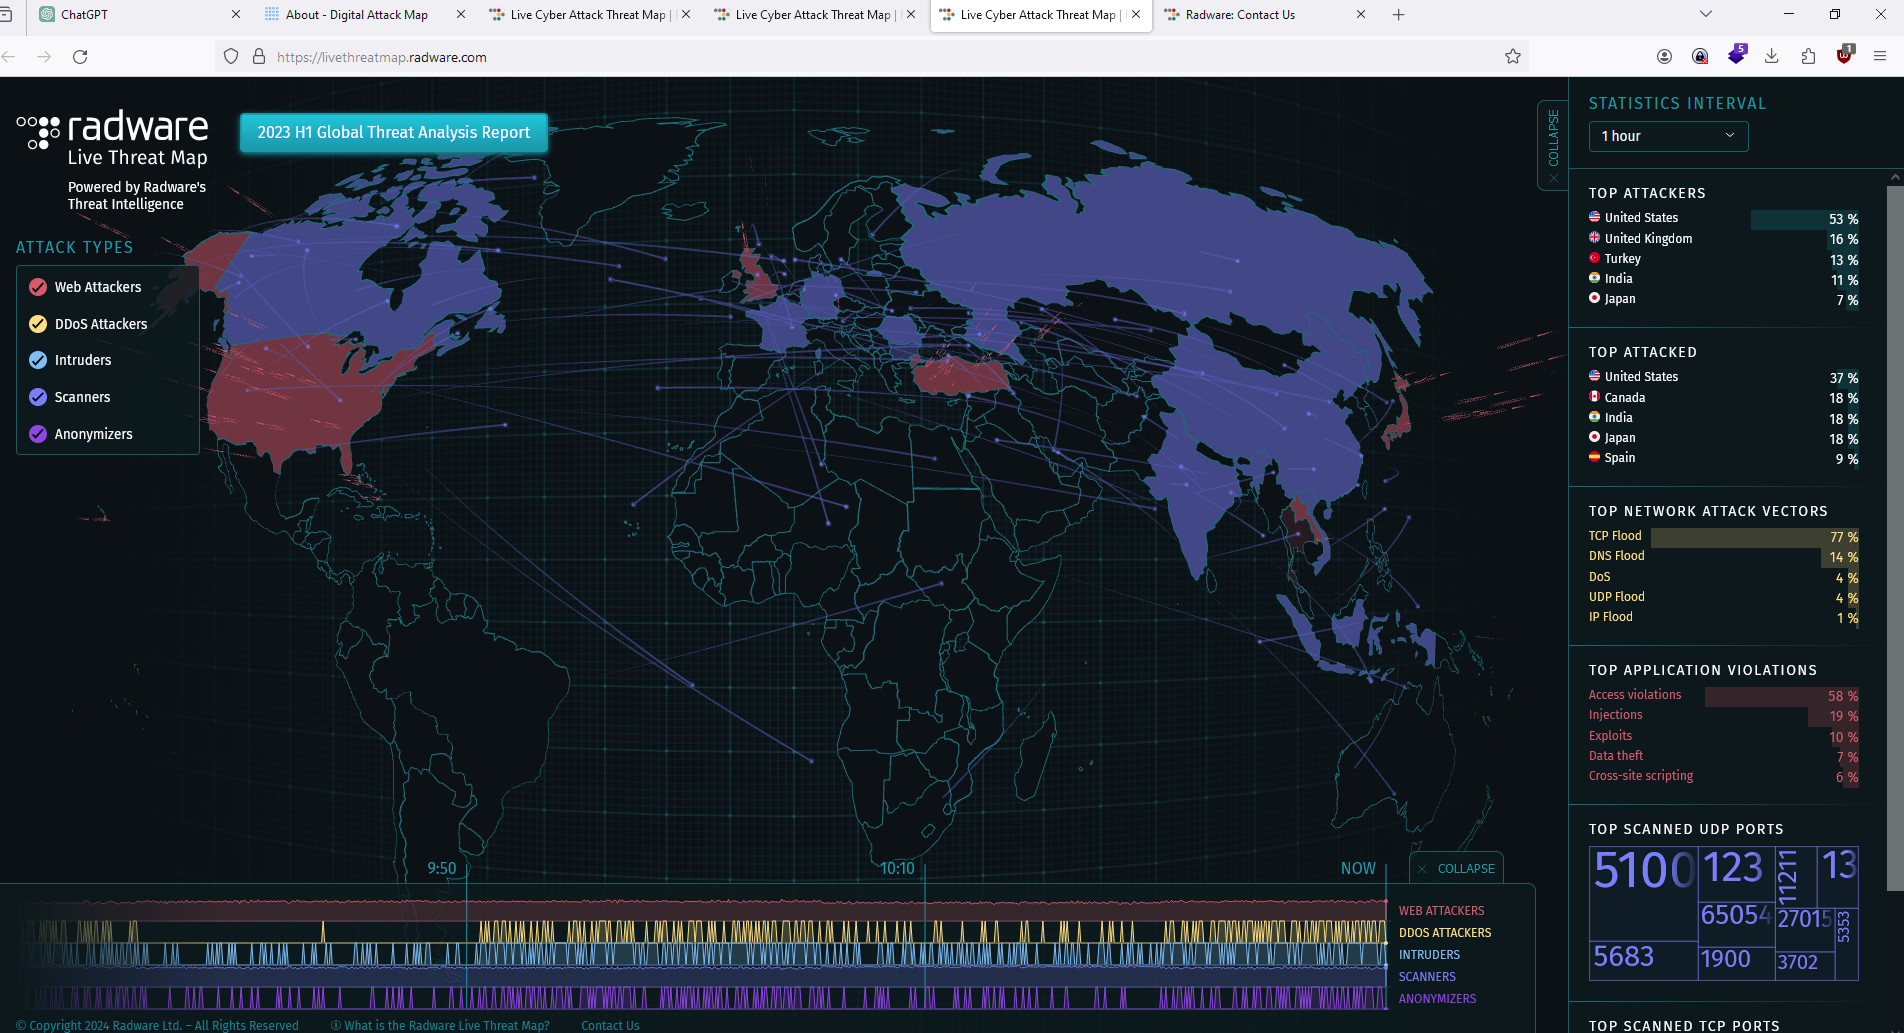 ChatGPT
About - Digital Attack Map
Live Cyber Attack Threat Map |
Live Cyber Attack Threat Map |
Live Cyber Attack Threat Map |
Radware: Contact Us
https://livethreatmap.radware.com
5
1
radware
Live Threat Map
Powered by Radware's
Threat Intelligence
2023 H1 Global Threat Analysis Report
ATTACK TYPES
Web Attackers
DDoS Attackers
Intruders
Scanners
Anonymizers
COLLAPSE
STATISTICS INTERVAL
1 hour
TOP ATTACKERS
United States 53 %
United Kingdom 16 %
Turkey 13 %
India 11 %
Japan 7 %
TOP ATTACKED
United States 37 %
Canada 18 %
India 18 %
Japan 18 %
Spain 9 %
TOP NETWORK ATTACK VECTORS
TCP Flood 77 %
DNS Flood 14 %
DoS 4 %
UDP Flood 4 %
IP Flood 1 %
TOP APPLICATION VIOLATIONS
Access violations 58 %
Injections 19 %
Exploits 10 %
Data theft 7 %
Cross-site scripting 6 %
TOP SCANNED UDP PORTS
5100 123 11211 13
65054 27015 5353
5683 1900 3702
TOP SCANNED TCP PORTS
9:50 10:10 NOW
COLLAPSE
WEB ATTACKERS
DDOS ATTACKERS
INTRUDERS
SCANNERS
ANONYMIZERS
© Copyright 2024 Radware Ltd. – All Rights Reserved What is the Radware Live Threat Map? Contact Us